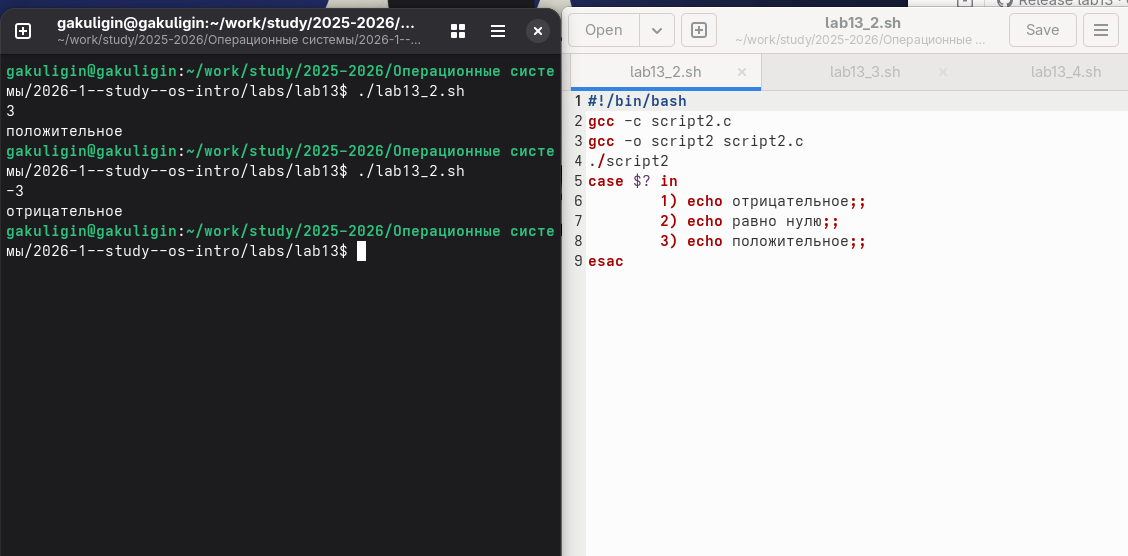 gakuligin@gakuligin:~/work/study/2025-2026/...
~/work/study/2025-2026/Операционные системы/2026-1--...
gakuligin@gakuligin:~/work/study/2025-2026/Операционные систе
мы/2026-1--study--os-intro/labs/lab13$ ./lab13_2.sh
3
положительное
gakuligin@gakuligin:~/work/study/2025-2026/Операционные систе
мы/2026-1--study--os-intro/labs/lab13$ ./lab13_2.sh
-3
отрицательное
gakuligin@gakuligin:~/work/study/2025-2026/Операционные систе
мы/2026-1--study--os-intro/labs/lab13$
Release lab13
Open
lab13_2.sh
~/work/study/2025-2026/Операционные ...
Save
lab13_2.sh
lab13_3.sh
lab13_4.sh
1 #!/bin/bash
2 gcc -c script2.c
3 gcc -o script2 script2.c
4 ./script2
5 case $? in
6         1) echo отрицательное;;
7         2) echo равно нулю;;
8         3) echo положительное;;
9 esac